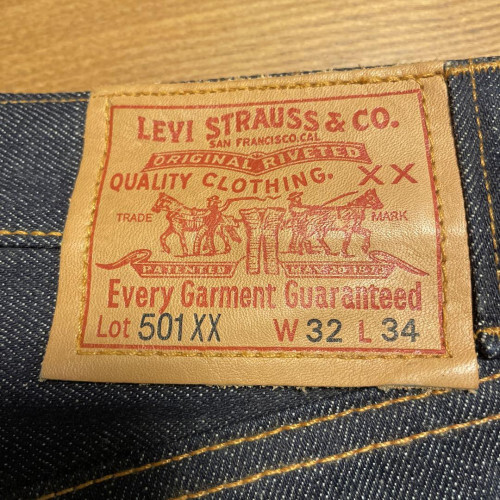 LEVI STRAUSS & CO.
SAN FRANCISCO, CAL
ORIGINAL RIVETED
QUALITY CLOTHING. XX
TRADE MARK
PATENTED MAY 20 1873
Every Garment Guaranteed
Lot 501XX W 32 L 34